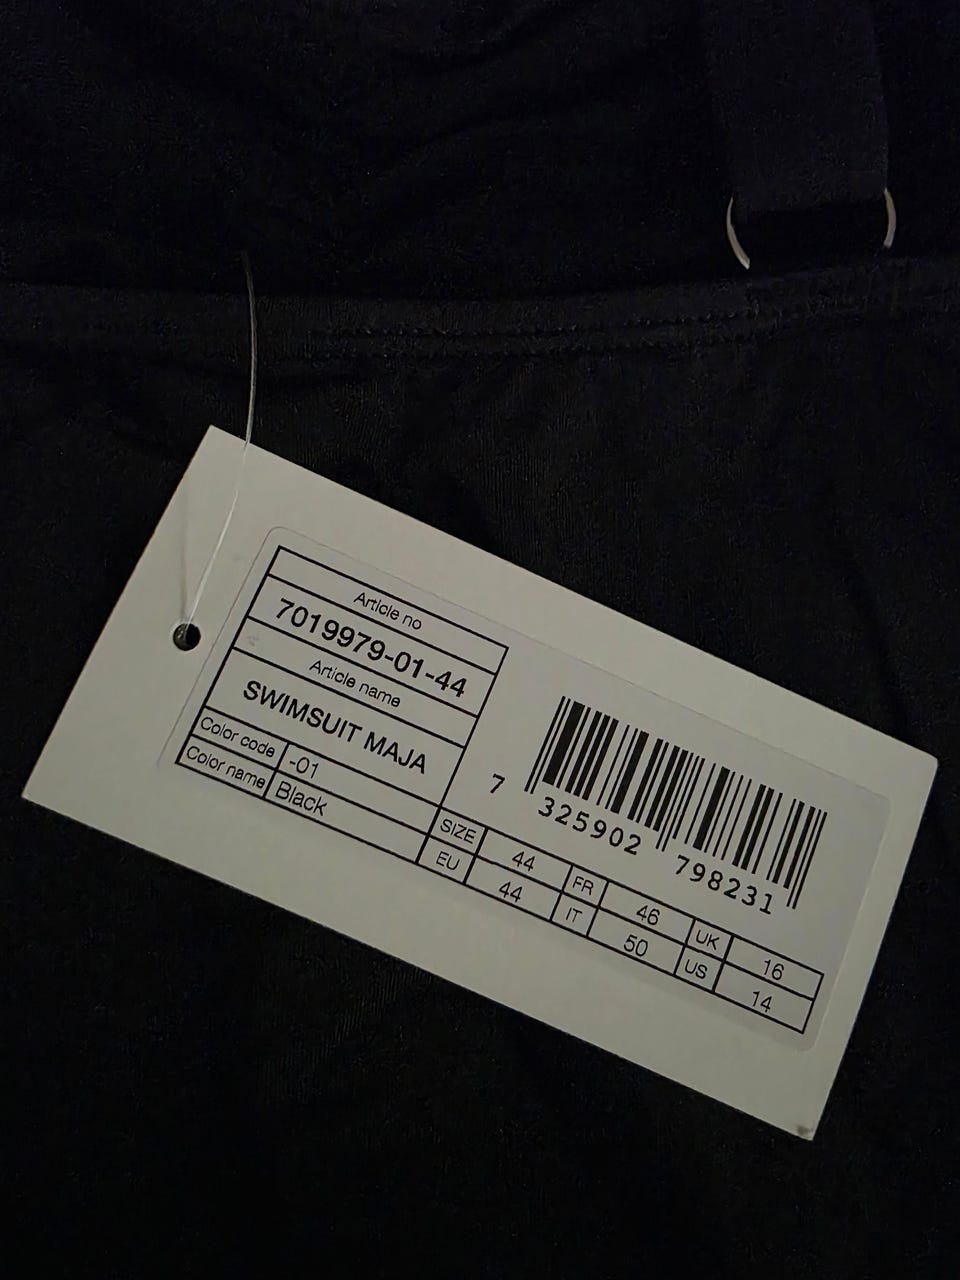 Article no
7019979-01-44
Article name
SWIMSUIT MAJA
Color code -01
Color name Black
7 325902 798231
SIZE 44 FR 46 UK 16
EU 44 IT 50 US 14